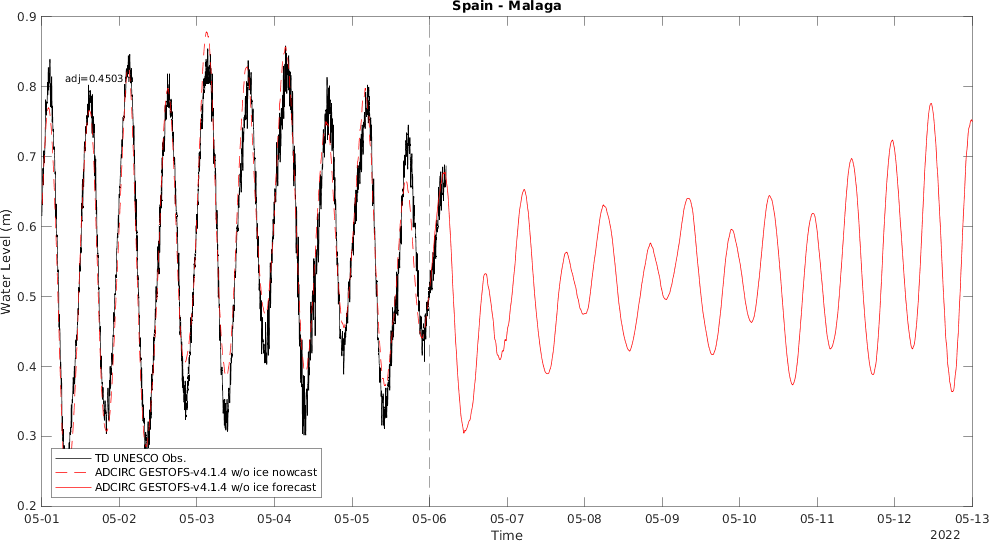 Spain - Malaga
0.9
0.8
0.7
0.6
0.5
0.4
0.3
0.2
Water Level (m)
adj=0.4503
TD UNESCO Obs.
ADCIRC GESTOFS-v4.1.4 w/o ice nowcast
ADCIRC GESTOFS-v4.1.4 w/o ice forecast
05-01 05-02 05-03 05-04 05-05 05-06 05-07 05-08 05-09 05-10 05-11 05-12 05-13
Time
2022